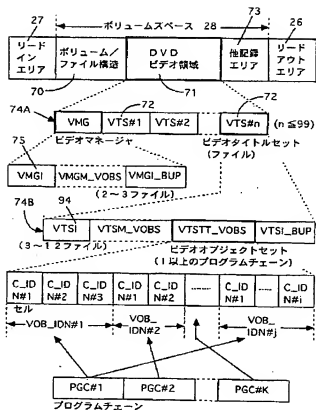 27
ボリュームスペース 28
73
26
リード
イン
エリア
ボリューム/
ファイル構造
DVD
ビデオ領域
他記録
エリア
リード
アウト
エリア
70
71
74A
72
72
VMG
VTS#1
VTS#2
VTS#n
(n≦99)
ビデオマネージャ
ビデオタイトルセット
(ファイル)
75
VMGI
VMGM_VOBS
VMGI_BUP
(2~3ファイル)
74B
94
VTSI
VTSM_VOBS
VTSTT_VOBS
VTSI_BUP
(3~12ファイル)
ビデオオブジェクトセット
(1以上のプログラムチェーン)
C_ID
N#1
C_ID
N#2
C_ID
N#3
C_ID
N#1
C_ID
N#2
C_ID
N#1
C_ID
N#i
セル
VOB_IDN#1
VOB_
IDN#2
VOB_
IDN#j
PGC#1
PGC#2
PGC#K
プログラムチェーン